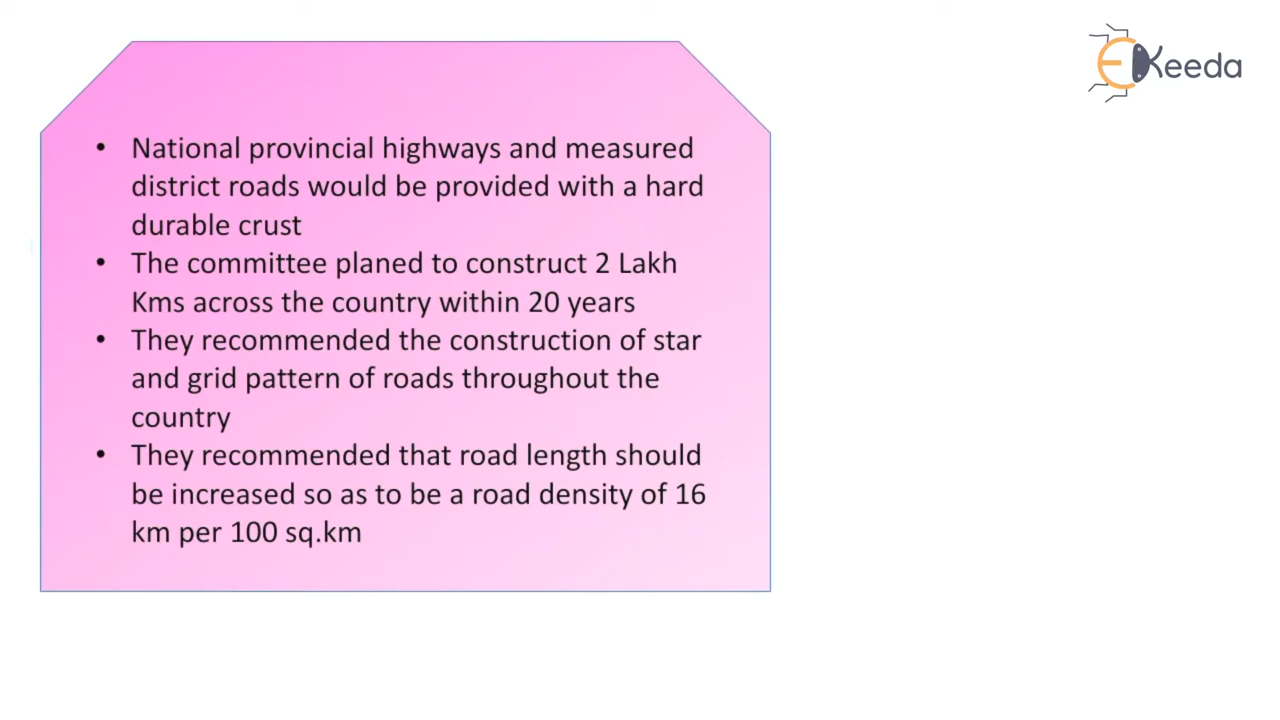 EKeeda
• National provincial highways and measured
district roads would be provided with a hard
durable crust
• The committee planed to construct 2 Lakh
Kms across the country within 20 years
• They recommended the construction of star
and grid pattern of roads throughout the
country
• They recommended that road length should
be increased so as to be a road density of 16
km per 100 sq.km